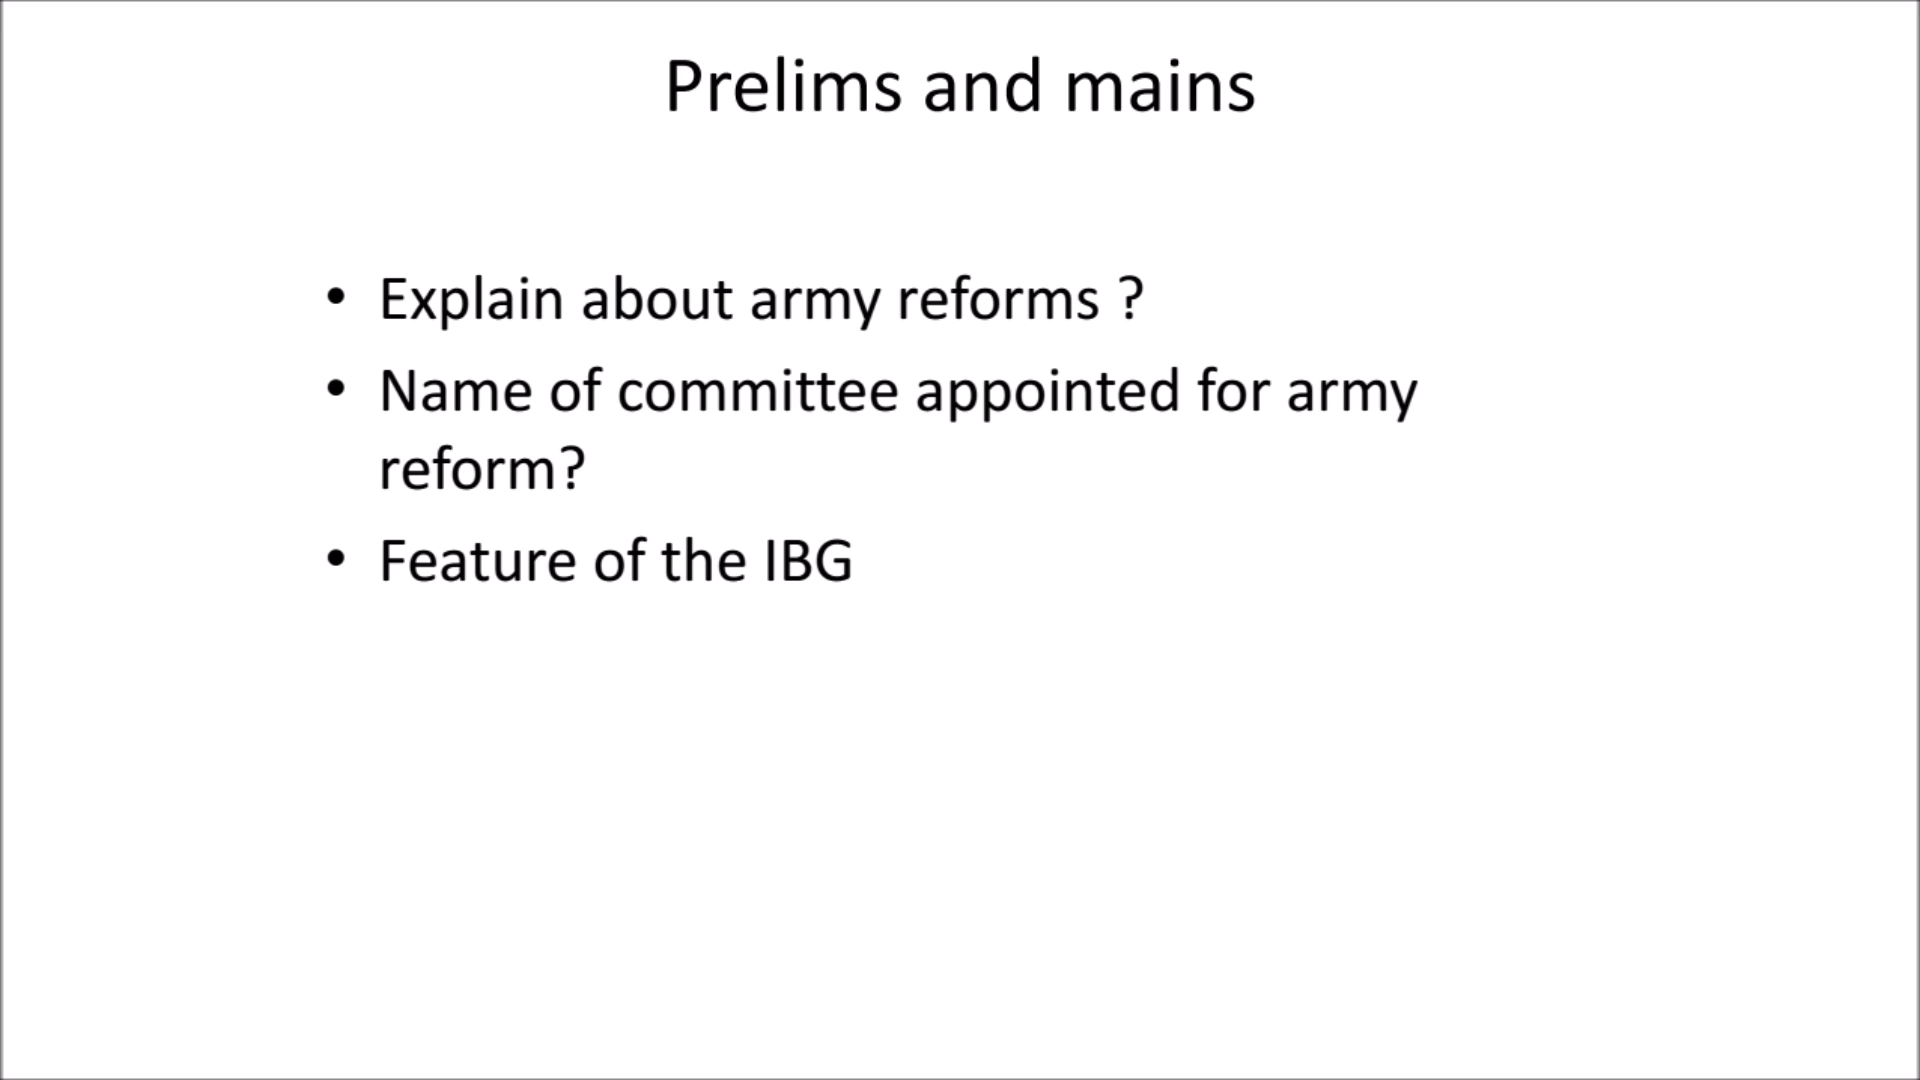 Prelims and mains
• Explain about army reforms ?
• Name of committee appointed for army
reform?
• Feature of the IBG